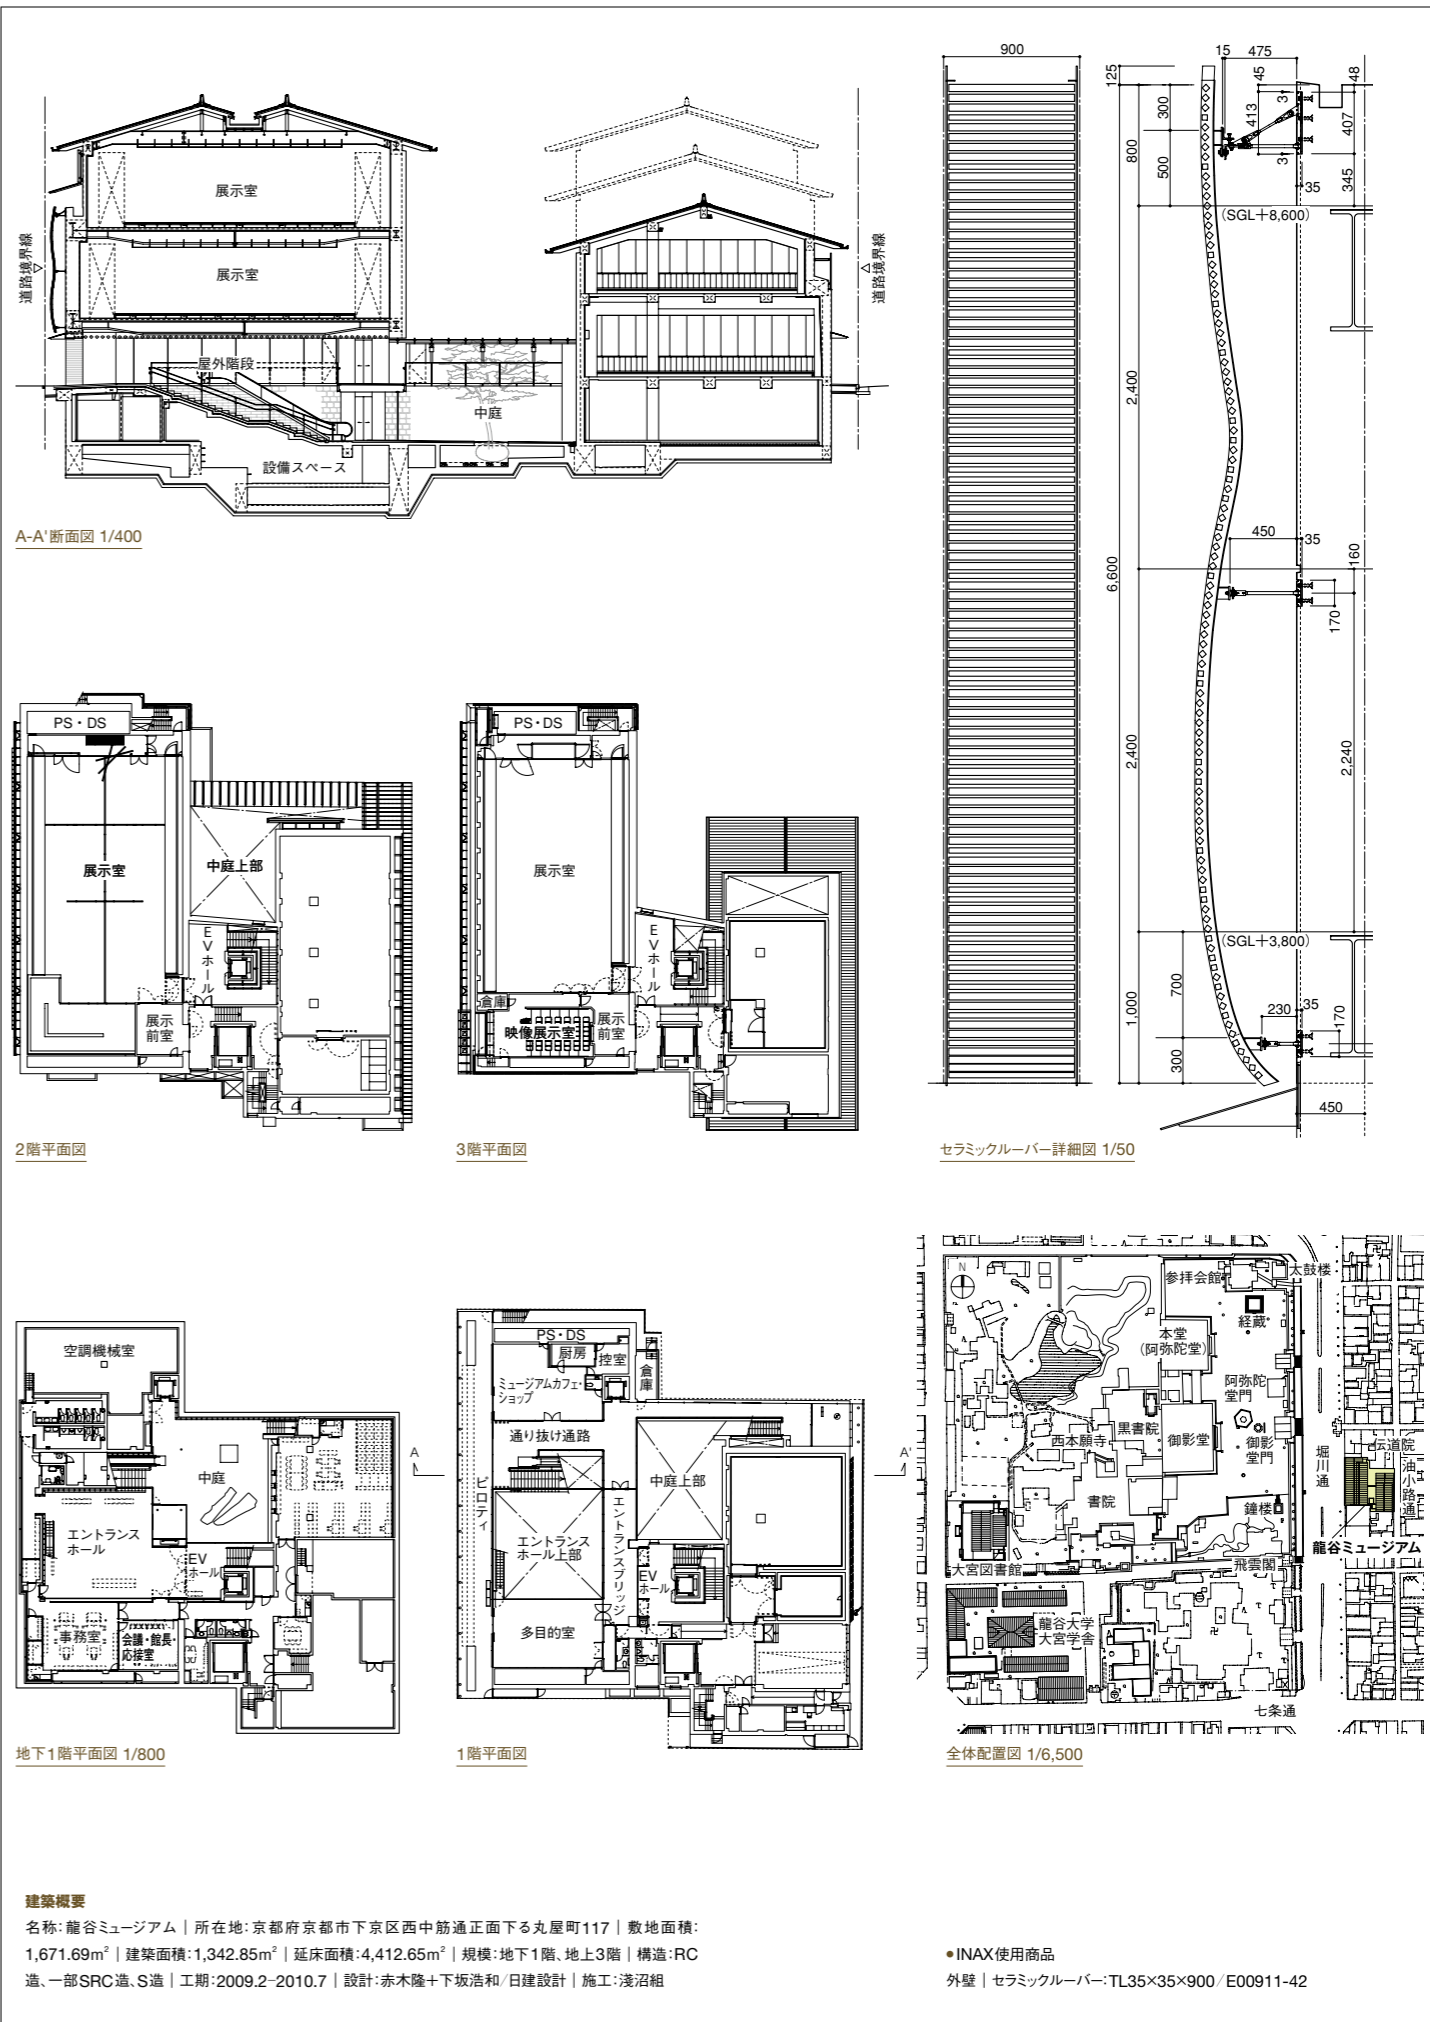 展示室
展示室
道路境界線
道路境界線
屋外階段
中庭
設備スペース
A-A'断面図 1/400
900
15
475
125
300
800
500
45
413
3
3
48
407
345
35
(SGL＋8,600)
2,400
6,600
450
35
160
170
2,400
2,240
(SGL＋3,800)
1,000
700
300
230
35
170
450
セラミックルーバー詳細図 1/50
PS・DS
展示室
中庭上部
EVホール
展示
前室
2階平面図
PS・DS
展示室
EVホール
倉庫
映像展示室
展示
前室
3階平面図
空調機械室
中庭
エントランス
ホール
EV
ホール
事務室
会議・館長・
応接室
地下1階平面図 1/800
PS・DS
厨房
控室
倉庫
ミュージアムカフェ・
ショップ
通り抜け通路
ピロティ
中庭上部
エントランス
ホール上部
エントランスブリッジ
EV
ホール
多目的室
A
A'
1階平面図
N
参拝会館
太鼓楼
経蔵
本堂
(阿弥陀堂)
阿弥陀
堂門
黒書院
西本願寺
御影堂
御影
堂門
書院
鐘楼
堀川通
伝道院
油小路通
龍谷ミュージアム
大宮図書館
飛雲閣
龍谷大学
大宮学舎
七条通
全体配置図 1/6,500
建築概要
名称：龍谷ミュージアム｜所在地：京都府京都市下京区西中筋通正面下る丸屋町117｜敷地面積：
1,671.69m²｜建築面積：1,342.85m²｜延床面積：4,412.65m²｜規模：地下1階、地上3階｜構造：RC
造、一部SRC造、S造｜工期：2009.2–2010.7｜設計：赤木隆＋下坂浩和/日建設計｜施工：淺沼組
●INAX使用商品
外壁｜セラミックルーバー：TL35×35×900/E00911-42